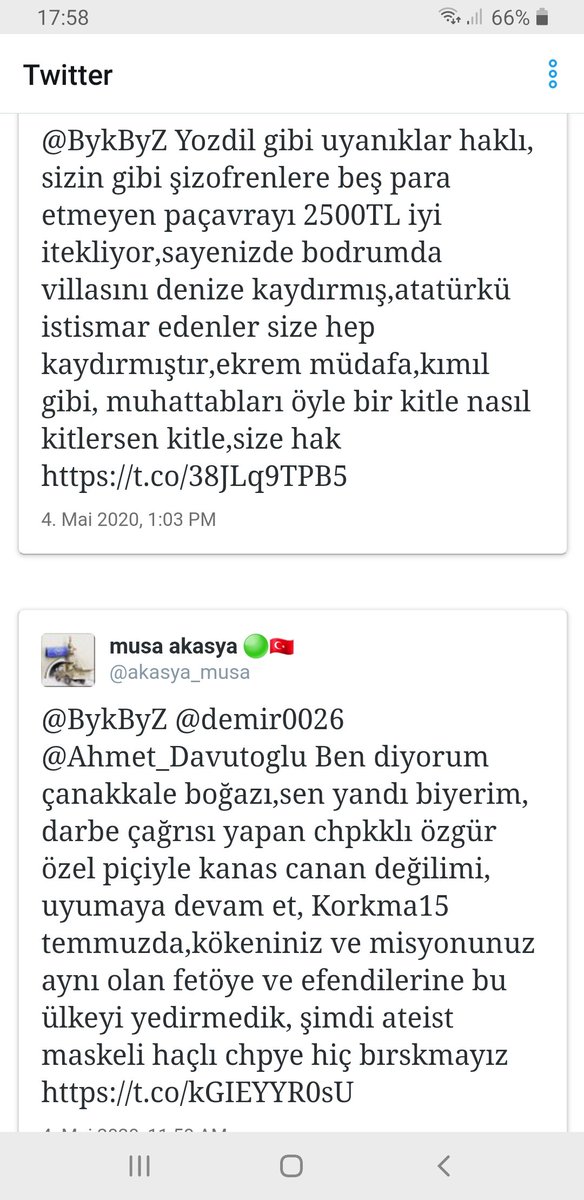 17:58
66%
Twitter
@BykByZ Yozdil gibi uyanıklar haklı,
sizin gibi şizofrenlere beş para
etmeyen paçavrayı 2500TL iyi
itekliyor,sayenizde bodrumda
villasını denize kaydırmış,atatürkü
istismar edenler size hep
kaydırmıştır,ekrem müdafa,kımıl
gibi, muhattabları öyle bir kitle nasıl
kitlersen kitle,size hak
https://t.co/38JLq9TPB5
4. Mai 2020, 1:03 PM
musa akasya
@akasya_musa
@BykByZ @demir0026
@Ahmet_Davutoglu Ben diyorum
çanakkale boğazı,sen yandı biyerim,
darbe çağrısı yapan chpkklı özgür
özel piçiyle kanas canan değilimi,
uyumaya devam et, Korkma15
temmuzda,kökeniniz ve misyonunuz
aynı olan fetöye ve efendilerine bu
ülkeyi yedirmedik, şimdi ateist
maskeli haçlı chpye hiç bırskmayız
https://t.co/kGIEYYR0sU